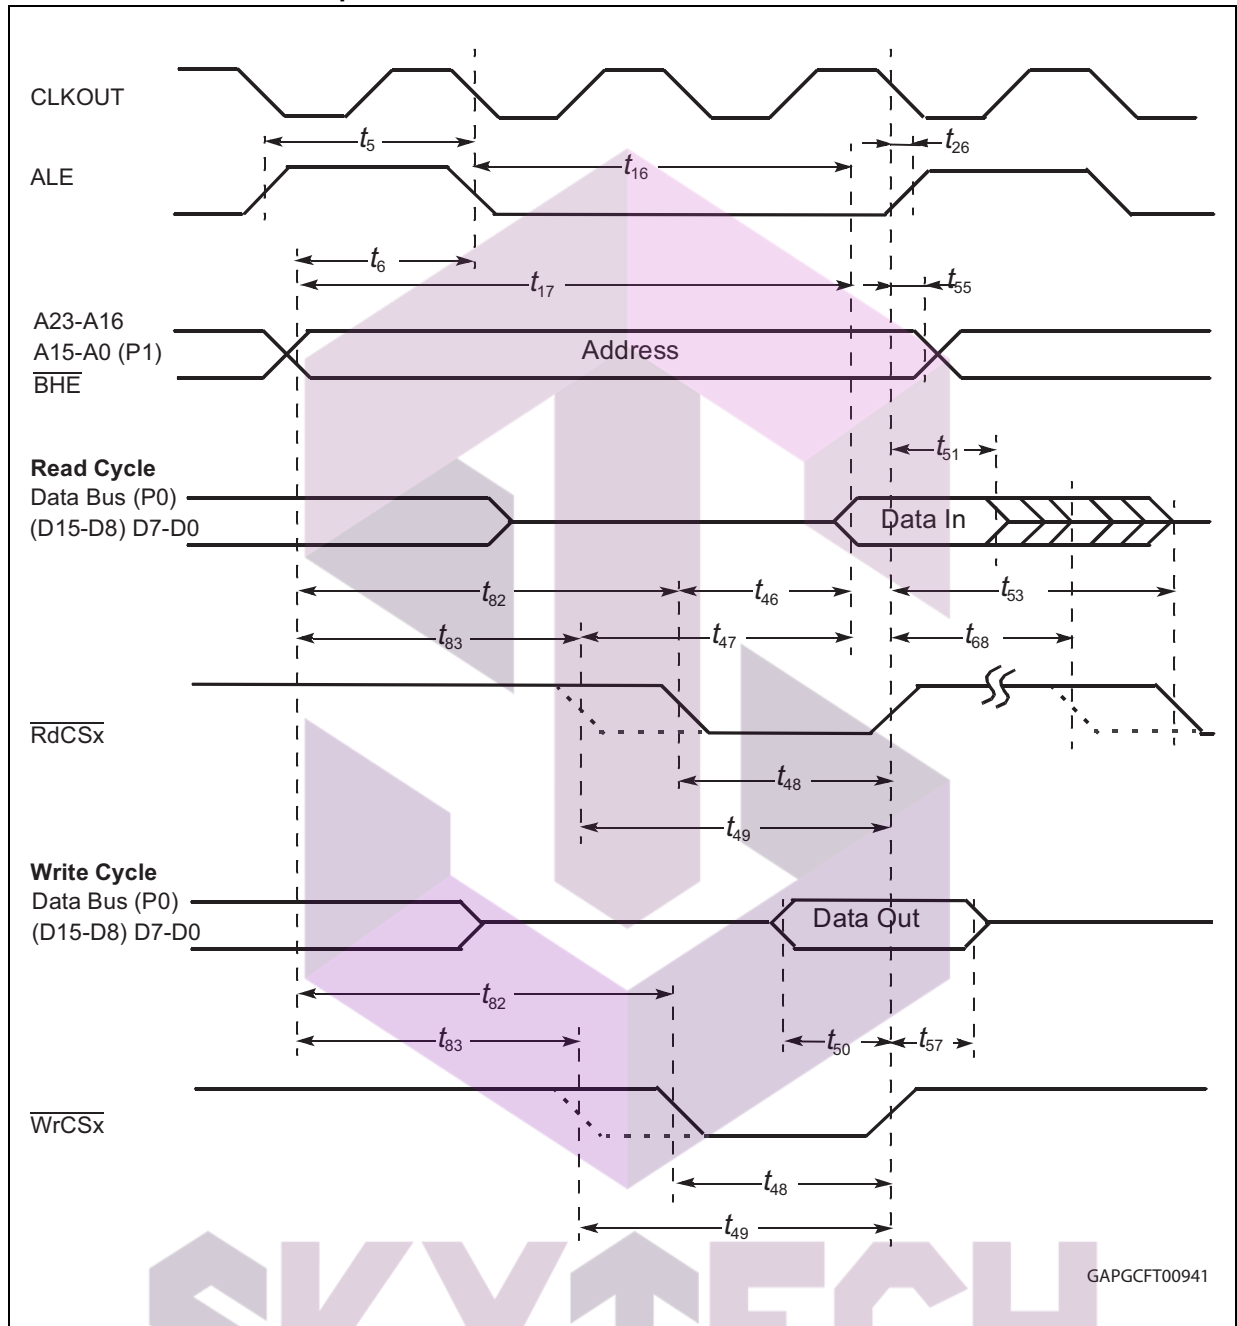 CLKOUT
t5
t26
t16
ALE
t6
t17
t55
A23-A16
A15-A0 (P1)
BHE
Address
t51
Read Cycle
Data Bus (P0)
(D15-D8) D7-D0
Data In
t82
t46
t53
t83
t47
t68
RdCSx
t48
t49
Write Cycle
Data Bus (P0)
(D15-D8) D7-D0
Data Out
t82
t83
t50
t57
WrCSx
t48
t49
GAPGCFT00941
SKYTECH